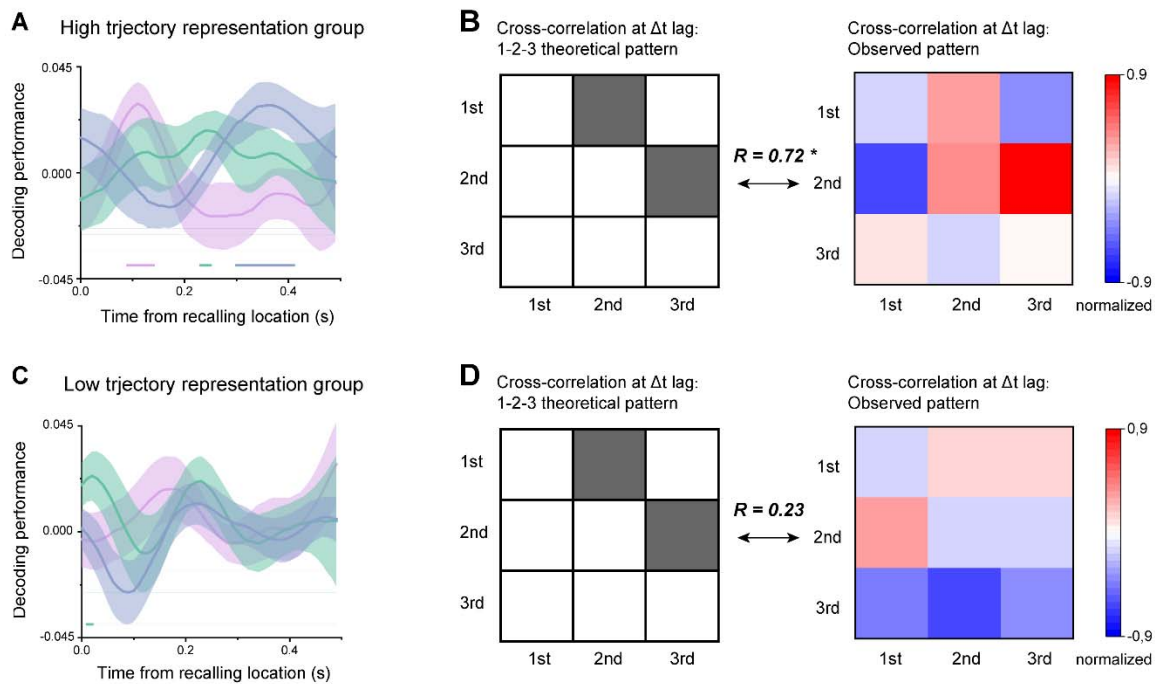 A
High trjectory representation group
0.045
0.000
-0.045
Decoding performance
0.0
0.2
0.4
Time from recalling location (s)
B
Cross-correlation at Δt lag:
1-2-3 theoretical pattern
1st
2nd
3rd
1st
2nd
3rd
R = 0.72 *
Cross-correlation at Δt lag:
Observed pattern
1st
2nd
3rd
1st
2nd
3rd
0.9
-0.9
normalized
C
Low trjectory representation group
0.045
0.000
-0.045
Decoding performance
0.0
0.2
0.4
Time from recalling location (s)
D
Cross-correlation at Δt lag:
1-2-3 theoretical pattern
1st
2nd
3rd
1st
2nd
3rd
R = 0.23
Cross-correlation at Δt lag:
Observed pattern
1st
2nd
3rd
1st
2nd
3rd
0,9
-0,9
normalized